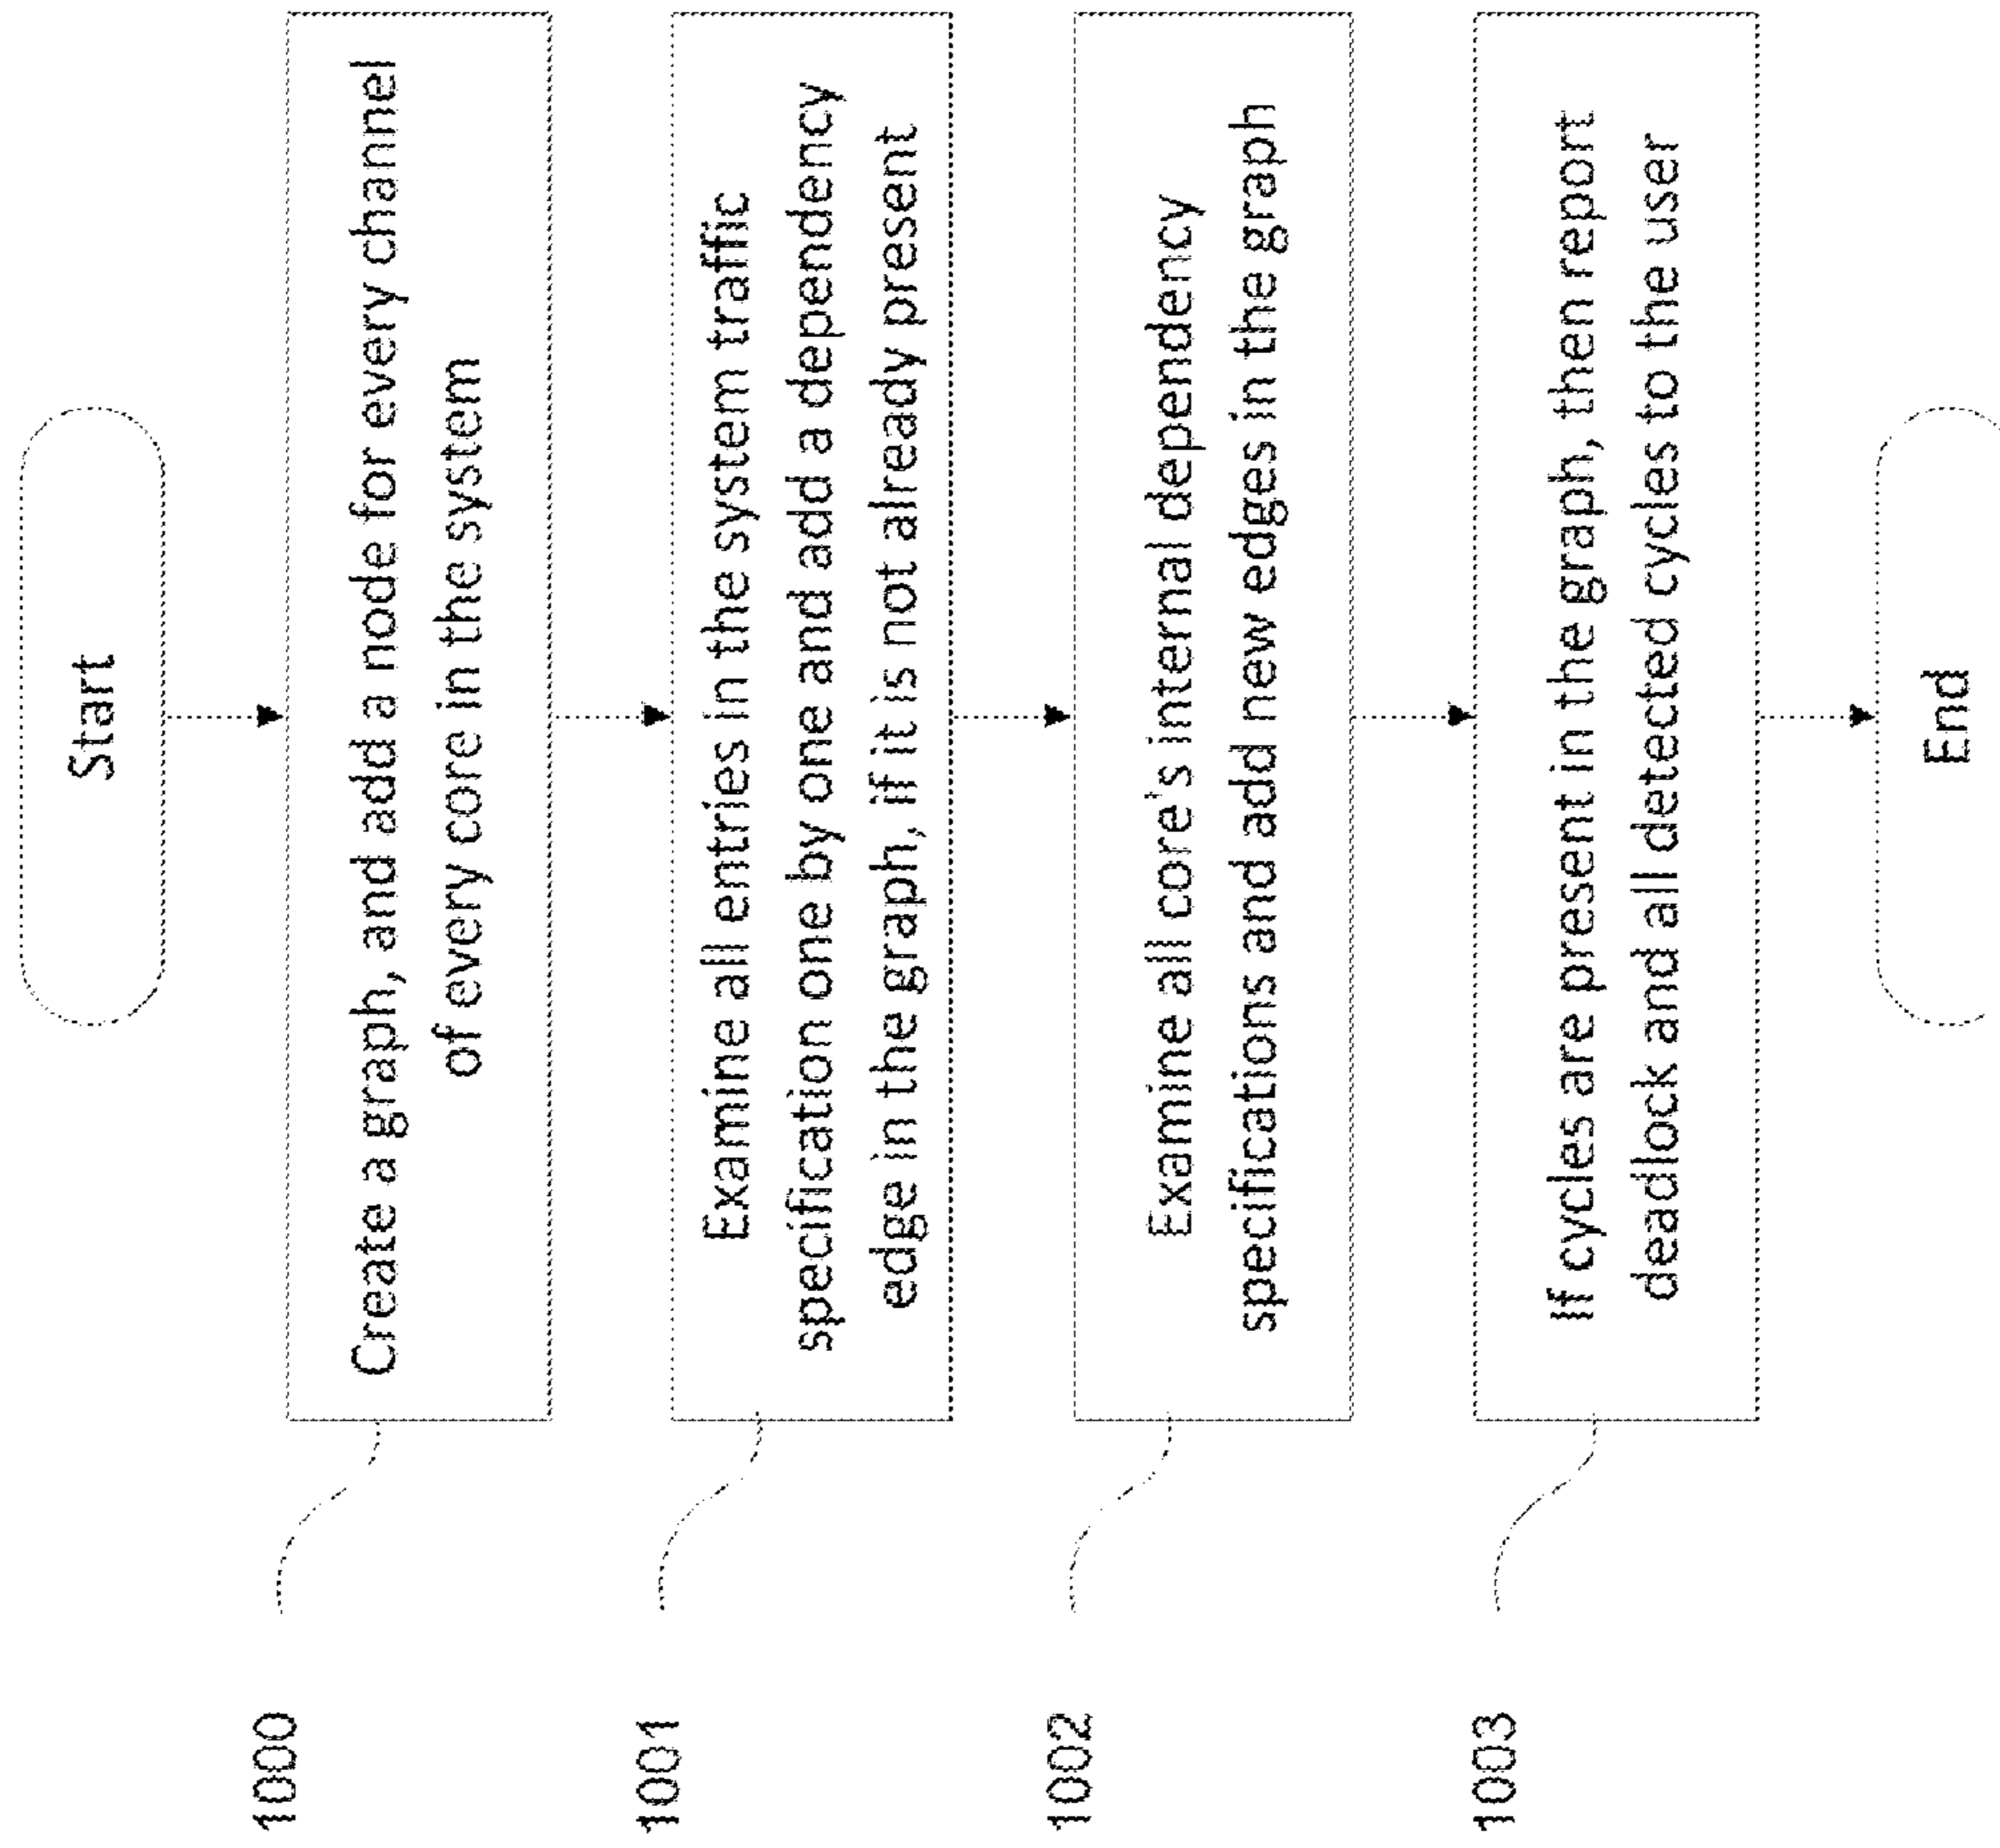 Start
1000
Create a graph, and add a node for every channel
of every core in the system
1001
Examine all entries in the system traffic
specification one by one and add a dependency
edge in the graph, if it is not already present
1002
Examine all core's internal dependency
specifications and add new edges in the graph
1003
If cycles are present in the graph, then report
deadlock and all detected cycles to the user
End